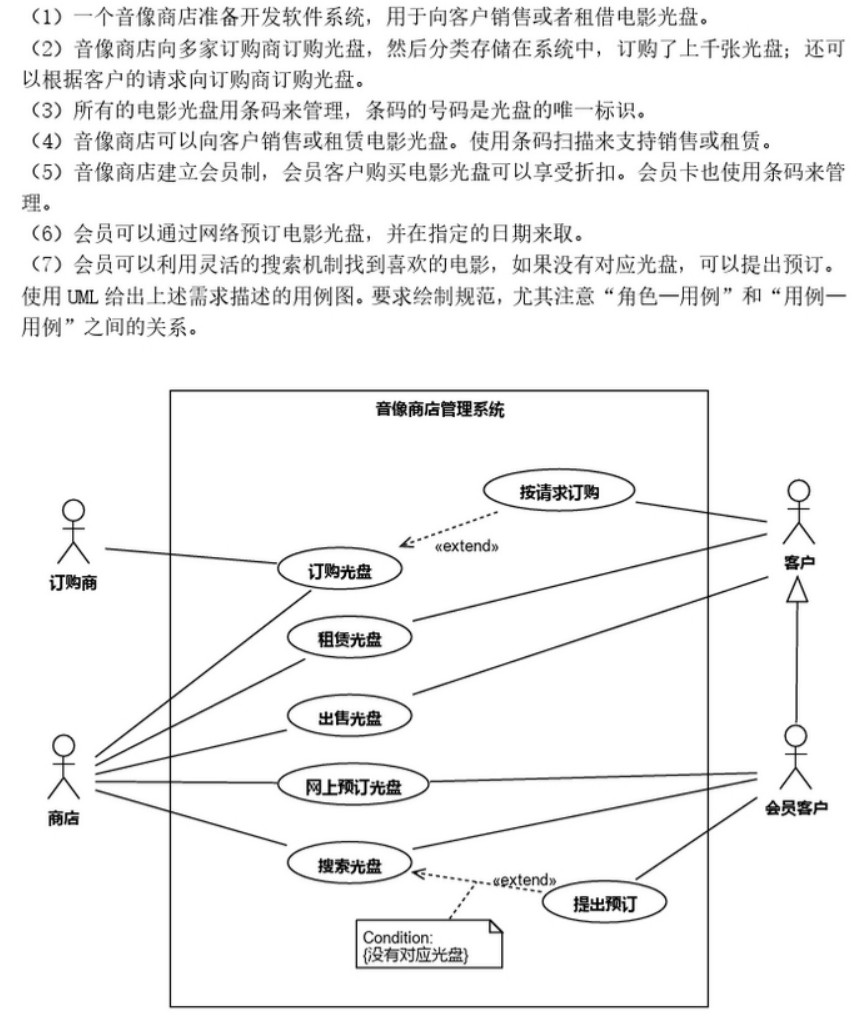 （1）一个音像商店准备开发软件系统，用于向客户销售或者租借电影光盘。
（2）音像商店向多家订购商订购光盘，然后分类存储在系统中，订购了上千张光盘；还可
以根据客户的请求向订购商订购光盘。
（3）所有的电影光盘用条码来管理，条码的号码是光盘的唯一标识。
（4）音像商店可以向客户销售或租赁电影光盘。使用条码扫描来支持销售或租赁。
（5）音像商店建立会员制，会员客户购买电影光盘可以享受折扣。会员卡也使用条码来管
理。
（6）会员可以通过网络预订电影光盘，并在指定的日期来取。
（7）会员可以利用灵活的搜索机制找到喜欢的电影，如果没有对应光盘，可以提出预订。
使用 UML 给出上述需求描述的用例图。要求绘制规范，尤其注意“角色—用例”和“用例—
用例”之间的关系。
音像商店管理系统
按请求订购
«extend»
客户
订购商
订购光盘
租赁光盘
出售光盘
网上预订光盘
商店
会员客户
搜索光盘
«extend»
提出预订
Condition:
{没有对应光盘}